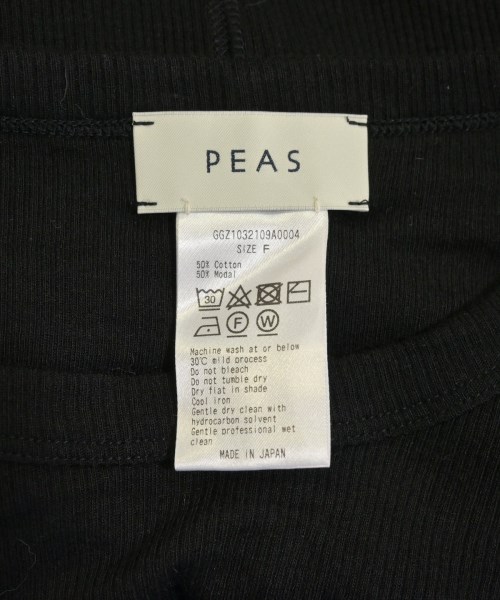 PEAS
GGZ1032109A0004
SIZE F
50% Cotton
50% Modal
30
F W
Machine wash at or below
30℃ mild process
Do not bleach
Do not tumble dry
Dry flat in shade
Cool iron
Gentle dry clean with
hydrocarbon solvent
Gentle professional wet
clean
MADE IN JAPAN